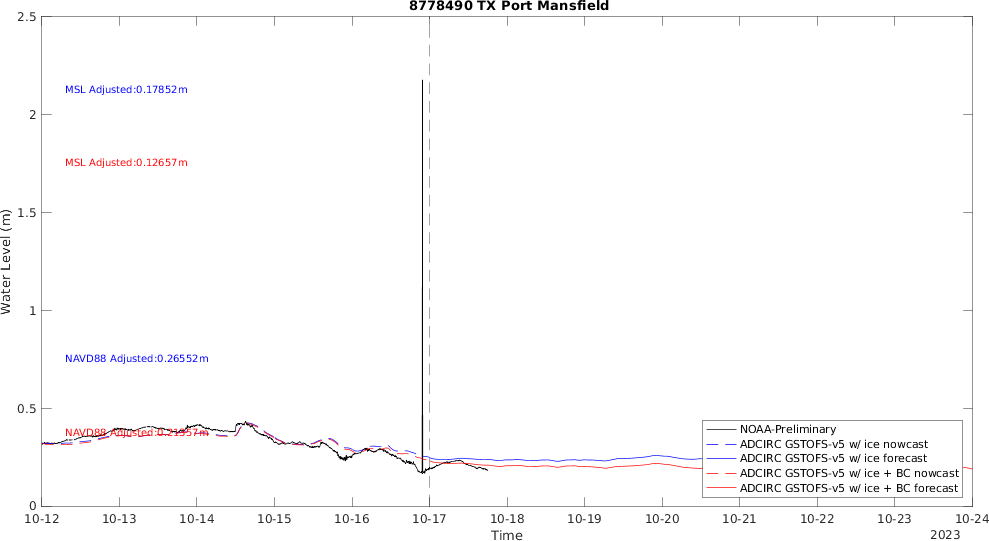 8778490 TX Port Mansfield
2.5
MSL Adjusted:0.17852m
2
MSL Adjusted:0.12657m
1.5
Water Level (m)
1
NAVD88 Adjusted:0.26552m
0.5
NAVD88 Adjusted:0.21357m
NOAA-Preliminary
ADCIRC GSTOFS-v5 w/ ice nowcast
ADCIRC GSTOFS-v5 w/ ice forecast
ADCIRC GSTOFS-v5 w/ ice + BC nowcast
ADCIRC GSTOFS-v5 w/ ice + BC forecast
0
10-12 10-13 10-14 10-15 10-16 10-17 10-18 10-19 10-20 10-21 10-22 10-23 10-24
Time
2023